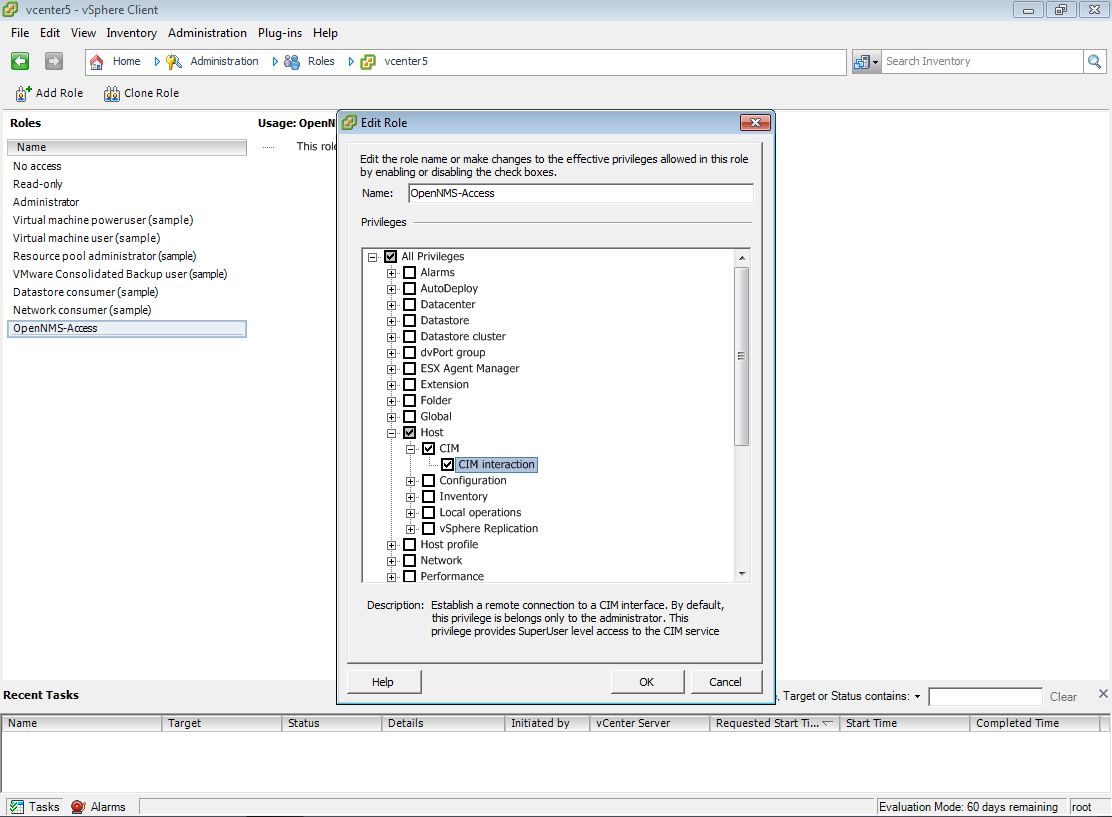 vcenter5 - vSphere Client
File Edit View Inventory Administration Plug-ins Help
Home Administration Roles vcenter5 Search Inventory
Add Role Clone Role
Roles
Name
No access
Read-only
Administrator
Virtual machine poweruser (sample)
Virtual machine user (sample)
Resource pool administrator (sample)
VMware Consolidated Backup user (sample)
Datastore consumer (sample)
Network consumer (sample)
OpenNMS-Access
Usage: OpenN
This role
Edit Role
Edit the role name or make changes to the effective privileges allowed in this role
by enabling or disabling the check boxes.
Name: OpenNMS-Access
Privileges
All Privileges
Alarms
AutoDeploy
Datacenter
Datastore
Datastore cluster
dvPort group
ESX Agent Manager
Extension
Folder
Global
Host
CIM
CIM interaction
Configuration
Inventory
Local operations
vSphere Replication
Host profile
Network
Performance
Description: Establish a remote connection to a CIM interface. By default,
this privilege is belongs only to the administrator. This
privilege provides SuperUser level access to the CIM service
Help OK Cancel
Recent Tasks
, Target or Status contains: Clear
Name Target Status Details Initiated by vCenter Server Requested Start Ti... Start Time Completed Time
Tasks Alarms Evaluation Mode: 60 days remaining root